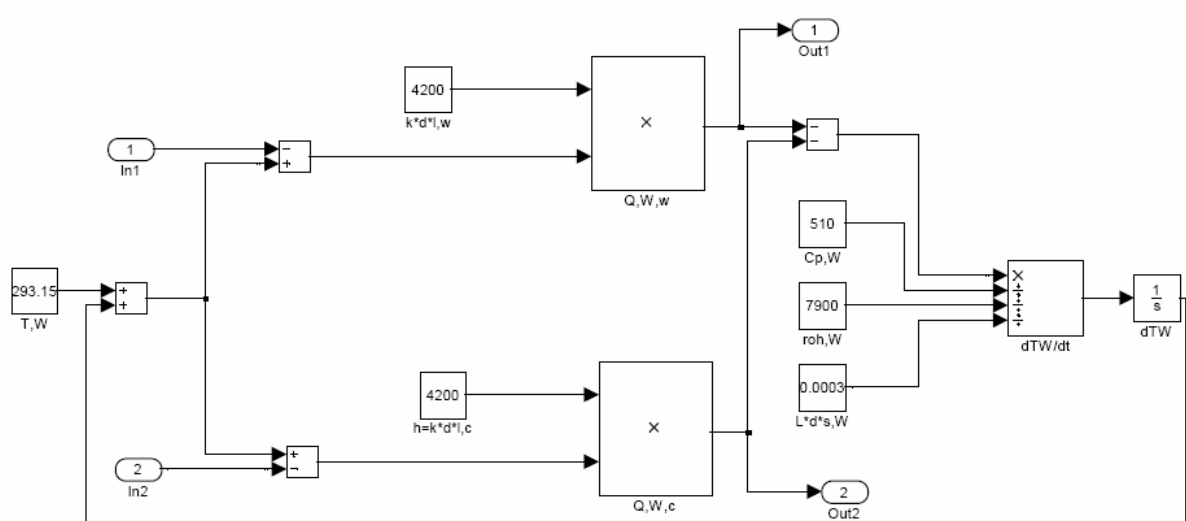 1
Out1
4200
k*d*l,w
×
Q,W,w
−
−
1
In1
−
+
510
Cp,W
293.15
T,W
+
+
7900
roh,W
×
÷
÷
÷
dTW/dt
1
s
dTW
0.0003
L*d*s,W
4200
h=k*d*l,c
×
Q,W,c
+
−
2
In2
2
Out2